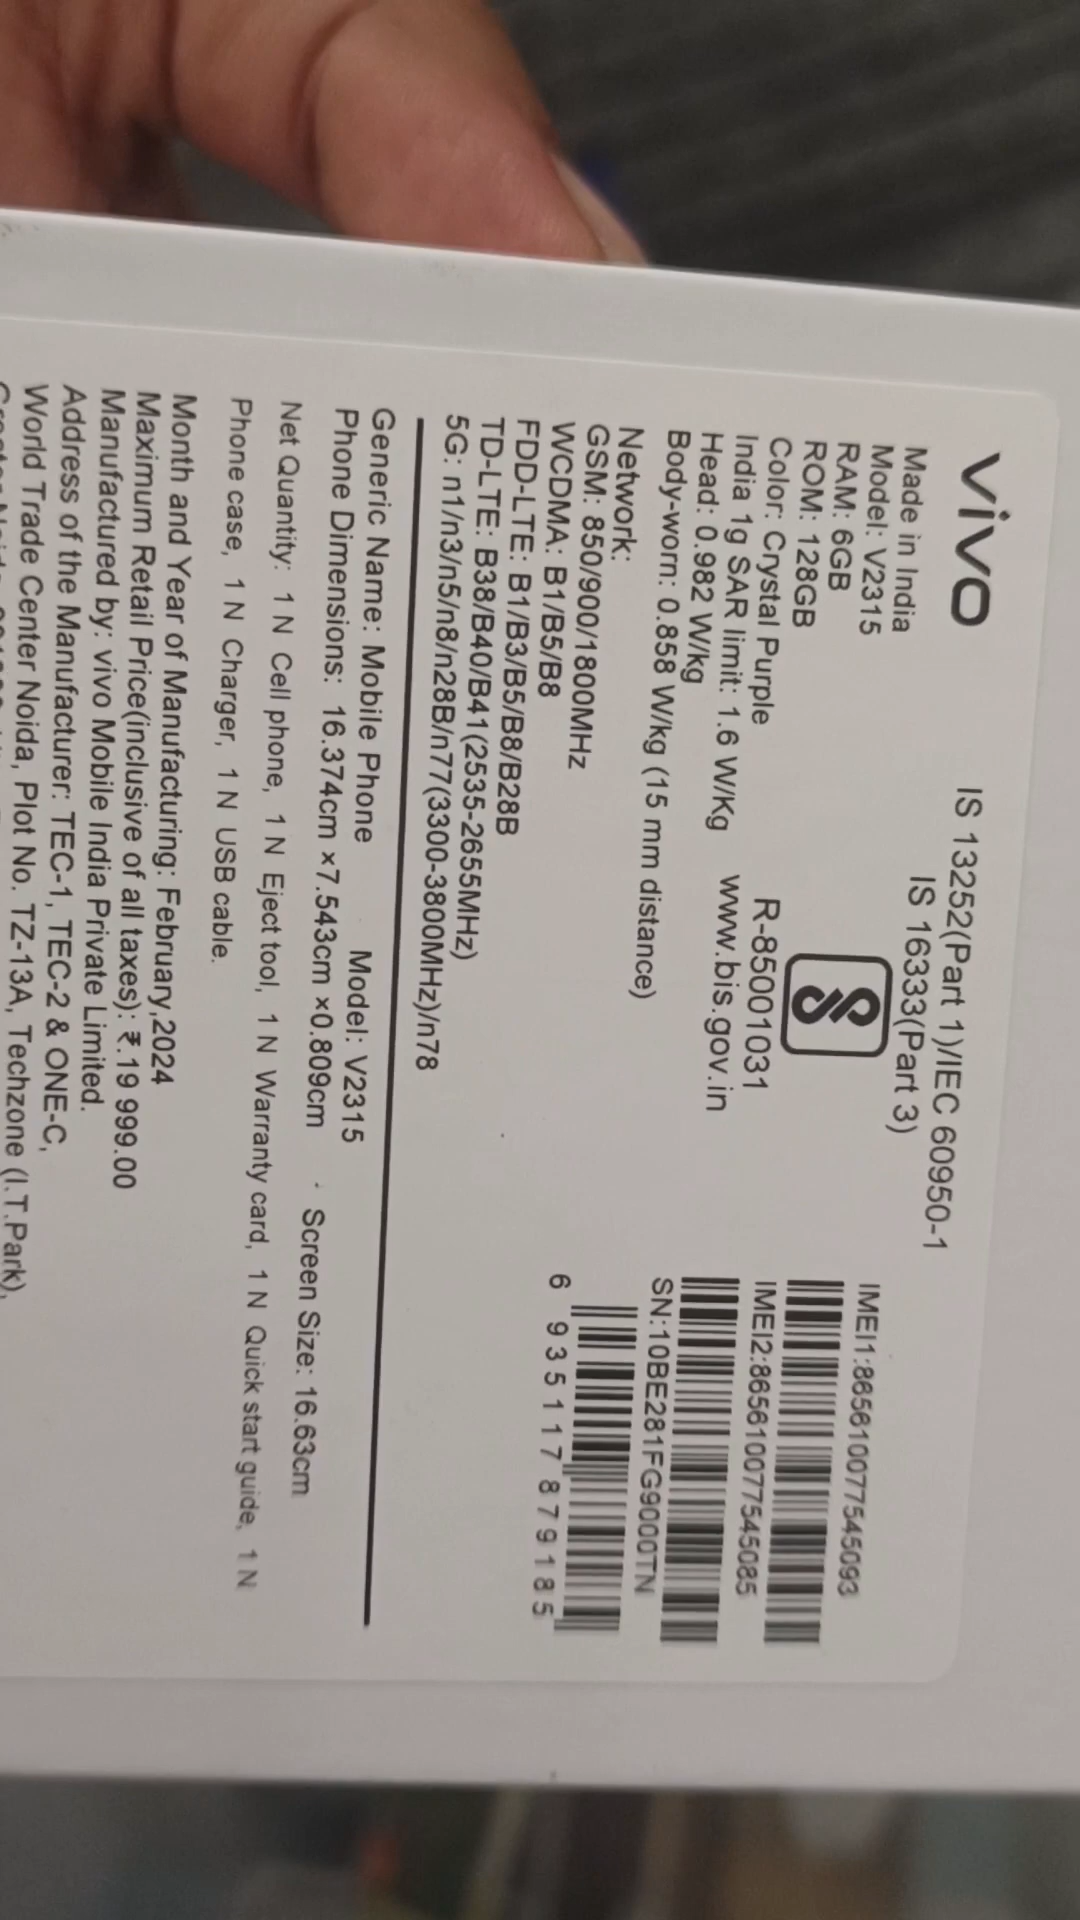 vivo
Made in India
Model: V2315
RAM: 6GB
ROM: 128GB
Color: Crystal Purple
India 1g SAR limit: 1.6 W/Kg
Head: 0.982 W/kg
Body-worn: 0.858 W/kg (15 mm distance)
IS 13252(Part 1)/IEC 60950-1
IS 16333(Part 3)
R-85001031
www.bis.gov.in
IMEI1:865610077545093
IMEI2:865610077545085
SN:10BE281FG9000TN
6 935117 879185
Network:
GSM: 850/900/1800MHz
WCDMA: B1/B5/B8
FDD-LTE: B1/B3/B5/B8/B28B
TD-LTE: B38/B40/B41(2535-2655MHz)
5G: n1/n3/n5/n8/n28B/n77(3300-3800MHz)/n78
Generic Name: Mobile Phone Model: V2315
Phone Dimensions: 16.374cm ×7.543cm ×0.809cm Screen Size: 16.63cm
Net Quantity: 1 N Cell phone, 1 N Eject tool, 1 N Warranty card, 1 N Quick start guide, 1 N
Phone case, 1 N Charger, 1 N USB cable.
Month and Year of Manufacturing: February,2024
Maximum Retail Price(inclusive of all taxes): ₹.19 999.00
Manufactured by: vivo Mobile India Private Limited.
Address of the Manufacturer: TEC-1, TEC-2 & ONE-C,
World Trade Center Noida, Plot No. TZ-13A, Techzone (I.T.Park),